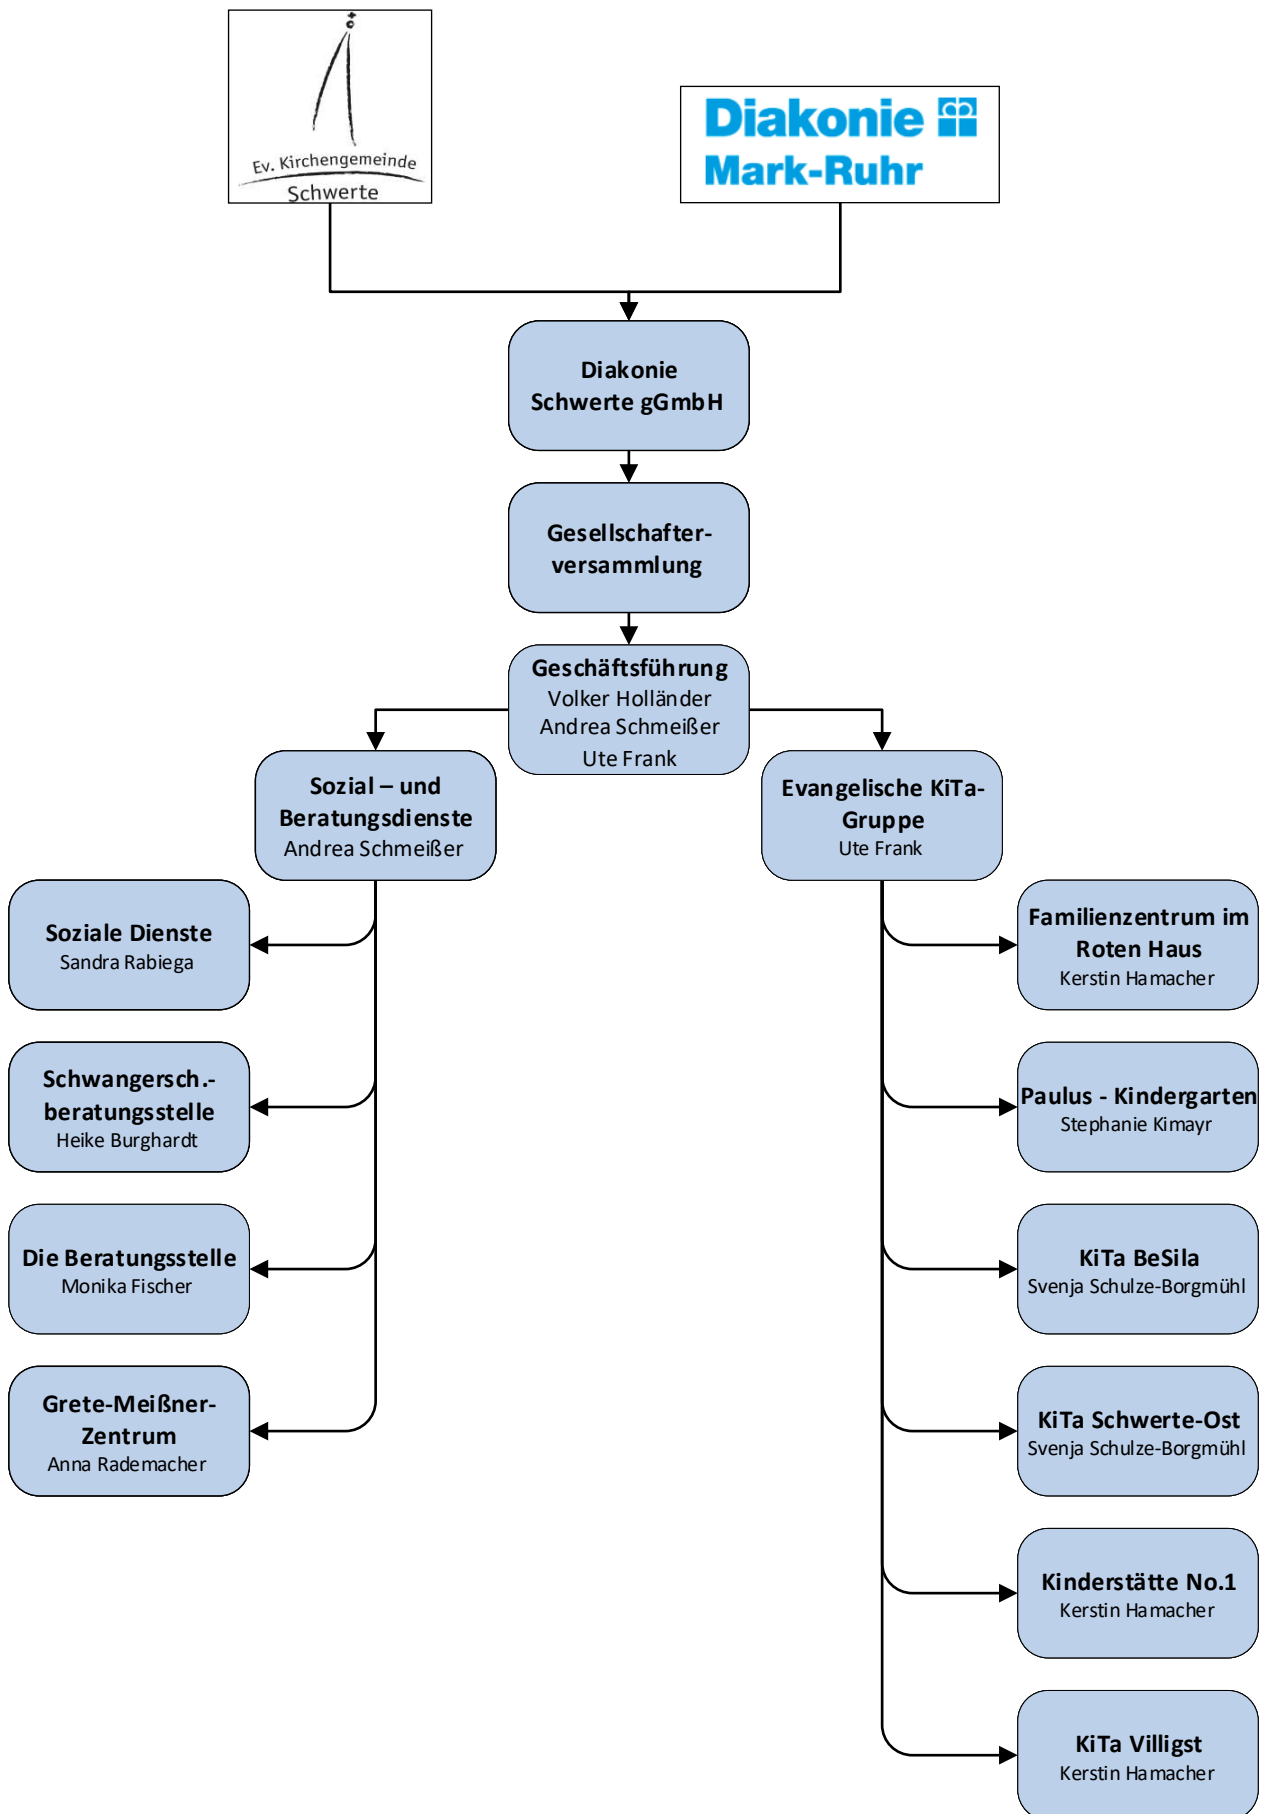 Ev. Kirchengemeinde
Schwerte
Diakonie
Mark-Ruhr
Diakonie
Schwerte gGmbH
Gesellschafter-
versammlung
Geschäftsführung
Volker Holländer
Andrea Schmeißer
Ute Frank
Sozial – und
Beratungsdienste
Andrea Schmeißer
Evangelische KiTa-
Gruppe
Ute Frank
Soziale Dienste
Sandra Rabiega
Schwangersch.-
beratungsstelle
Heike Burghardt
Die Beratungsstelle
Monika Fischer
Grete-Meißner-
Zentrum
Anna Rademacher
Familienzentrum im
Roten Haus
Kerstin Hamacher
Paulus - Kindergarten
Stephanie Kimayr
KiTa BeSila
Svenja Schulze-Borgmühl
KiTa Schwerte-Ost
Svenja Schulze-Borgmühl
Kinderstätte No.1
Kerstin Hamacher
KiTa Villigst
Kerstin Hamacher